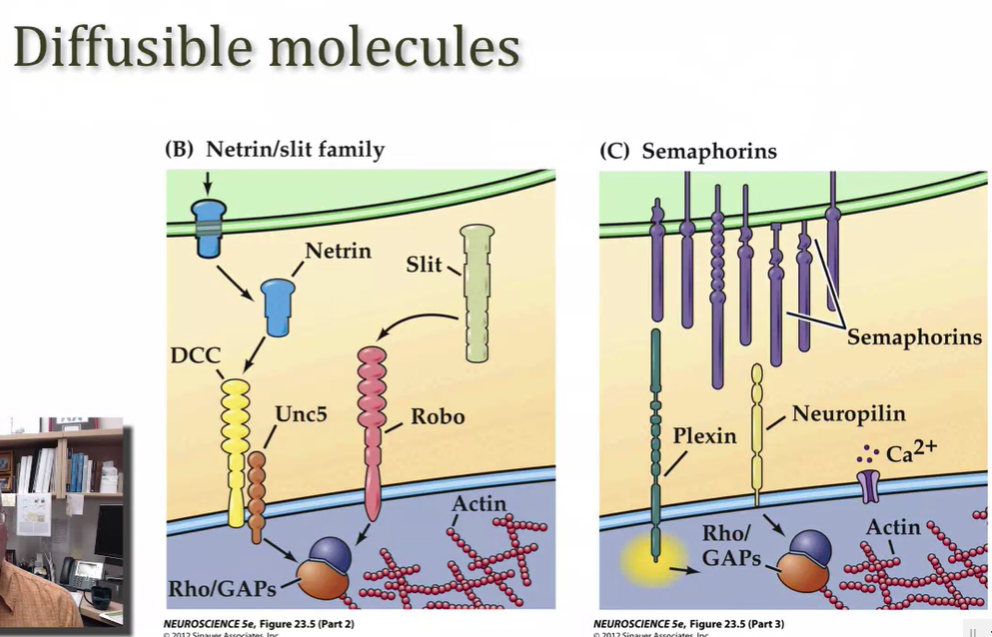 Diffusible molecules
(B) Netrin/slit family
Netrin
Slit
DCC
Unc5
Robo
Actin
Rho/GAPs
NEUROSCIENCE 5e, Figure 23.5 (Part 2)
© 2012 Sinauer Associates, Inc.
(C) Semaphorins
Semaphorins
Neuropilin
Plexin
Ca2+
Rho/
GAPs
Actin
NEUROSCIENCE 5e, Figure 23.5 (Part 3)
© 2012 Sinauer Associates, Inc.